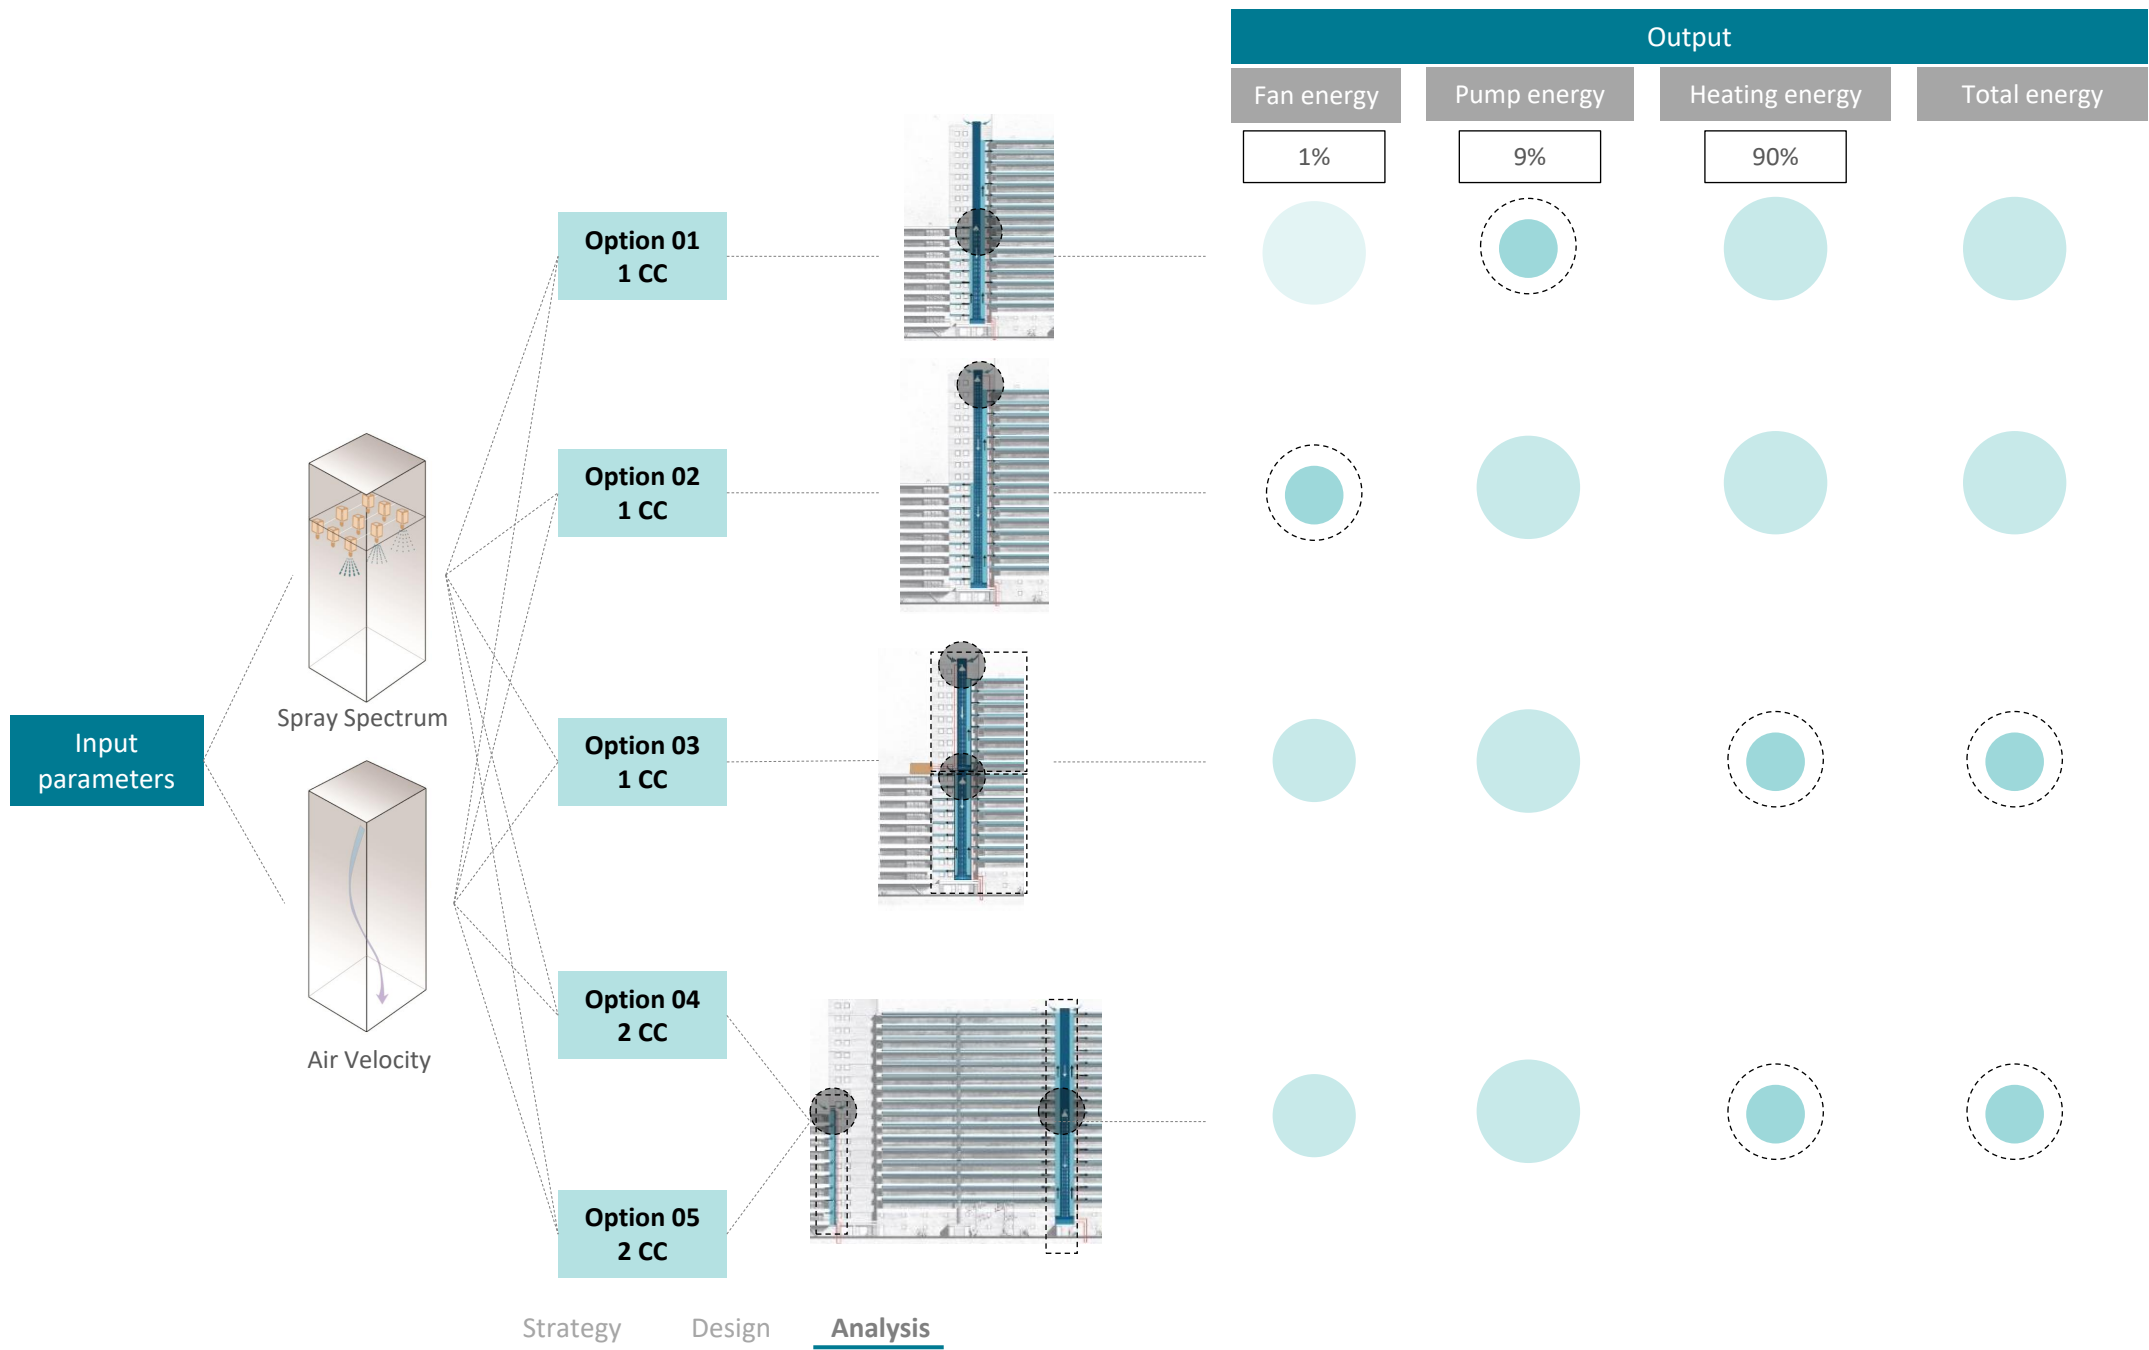 Output
Fan energy
Pump energy
Heating energy
Total energy
1%
9%
90%
Option 01
1 CC
Option 02
1 CC
Spray Spectrum
Input
parameters
Option 03
1 CC
Option 04
2 CC
Air Velocity
Option 05
2 CC
Strategy
Design
Analysis